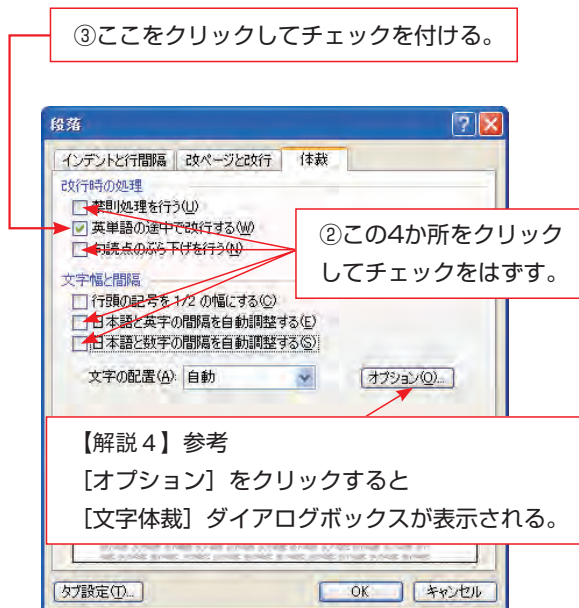 ③ここをクリックしてチェックを付ける。
段落
インデントと行間隔 改ページと改行 体裁
改行時の処理
禁則処理を行う(U)
英単語の途中で改行する(W)
句読点のぶら下げを行う(N)
②この4か所をクリック
してチェックをはずす。
文字幅と間隔
行頭の記号を 1/2 の幅にする(C)
日本語と英字の間隔を自動調整する(E)
日本語と数字の間隔を自動調整する(S)
文字の配置(A): 自動 オプション(O)...
【解説4】参考
[オプション]をクリックすると
[文字体裁]ダイアログボックスが表示される。
タブ設定(T)... OK キャンセル